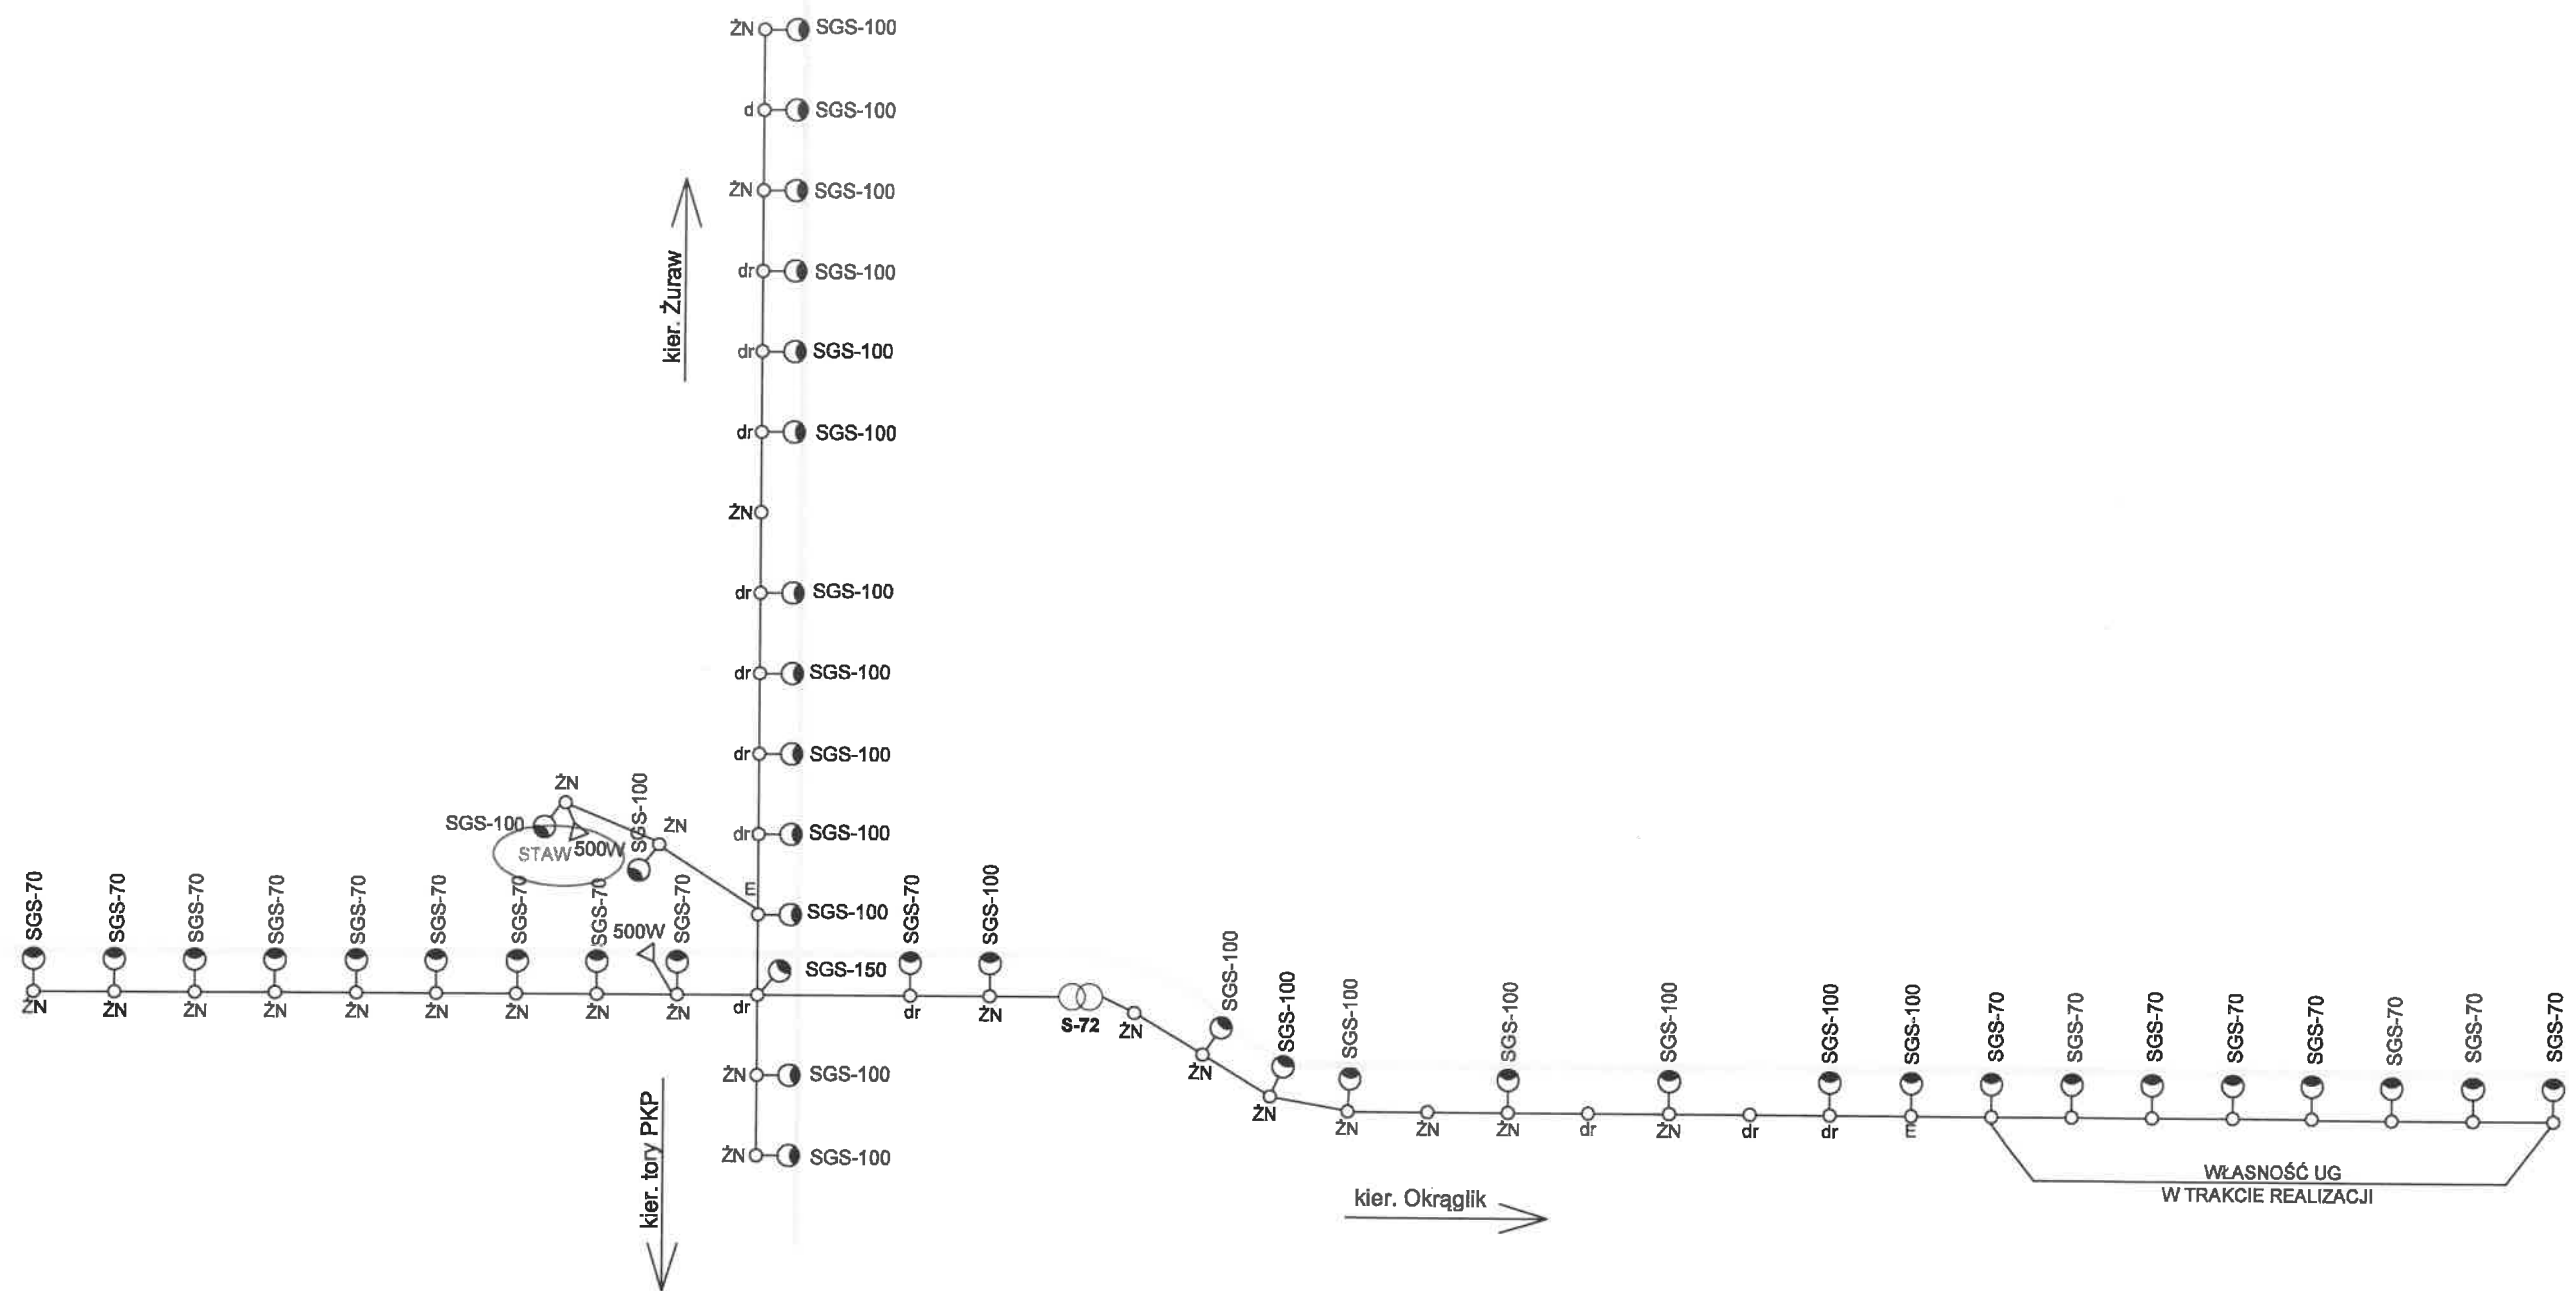 ŻN SGS-100
d SGS-100
ŻN SGS-100
dr SGS-100
kier. Żuraw
dr SGS-100
dr SGS-100
ŻN
dr SGS-100
dr SGS-100
dr SGS-100
ŻN
SGS-100
SGS-100
ŻN
dr SGS-100
STAW
500W
E
SGS-100
SGS-70
SGS-70
SGS-70
SGS-70
SGS-70
SGS-70
SGS-70
SGS-70
500W
SGS-70
SGS-150
SGS-70
SGS-100
ŻN
ŻN
ŻN
ŻN
ŻN
ŻN
ŻN
ŻN
ŻN
dr
dr
ŻN
S-72
ŻN
SGS-100
SGS-100
SGS-100
SGS-100
SGS-100
SGS-100
SGS-100
SGS-70
SGS-70
SGS-70
SGS-70
SGS-70
SGS-70
SGS-70
SGS-70
ŻN
ŻN
ŻN
ŻN
ŻN
dr
ŻN
dr
dr
E
ŻN SGS-100
kier. tory PKP
ŻN SGS-100
WŁASNOŚĆ UG
W TRAKCIE REALIZACJI
kier. Okrąglik